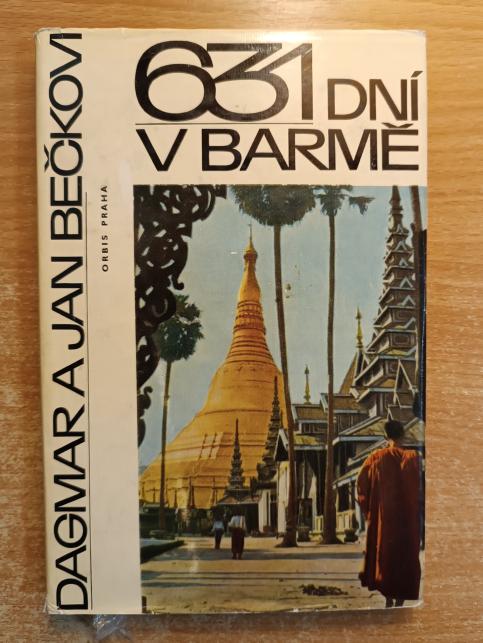 631 DNÍ
V BARMĚ
DAGMAR A JAN BEČKOVI
ORBIS PRAHA